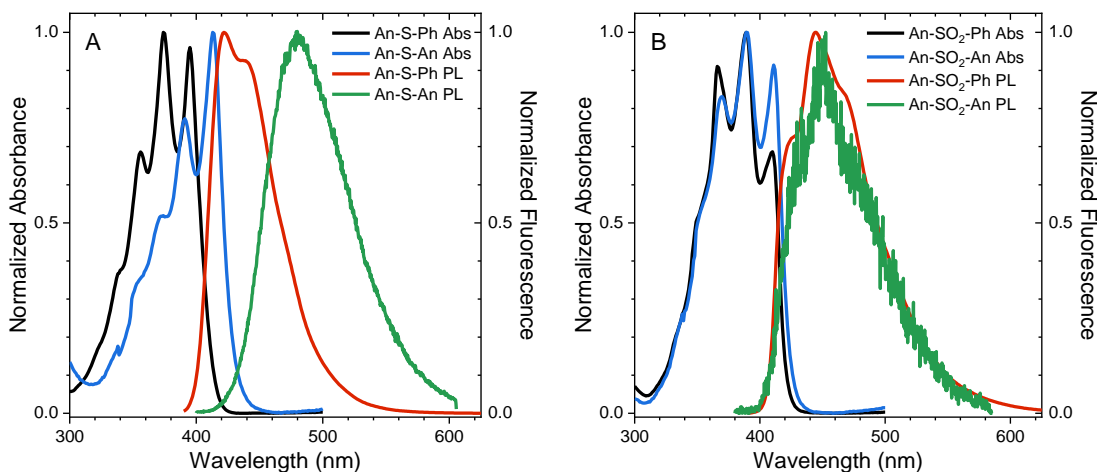 A
An-S-Ph Abs
An-S-An Abs
An-S-Ph PL
An-S-An PL
1.0
0.5
0.0
1.0
0.5
0.0
300
400
500
600
Normalized Absorbance
Normalized Fluorescence
Wavelength (nm)
B
An-SO₂-Ph Abs
An-SO₂-An Abs
An-SO₂-Ph PL
An-SO₂-An PL
1.0
0.5
0.0
1.0
0.5
0.0
300
400
500
600
Normalized Absorbance
Normalized Fluorescence
Wavelength (nm)